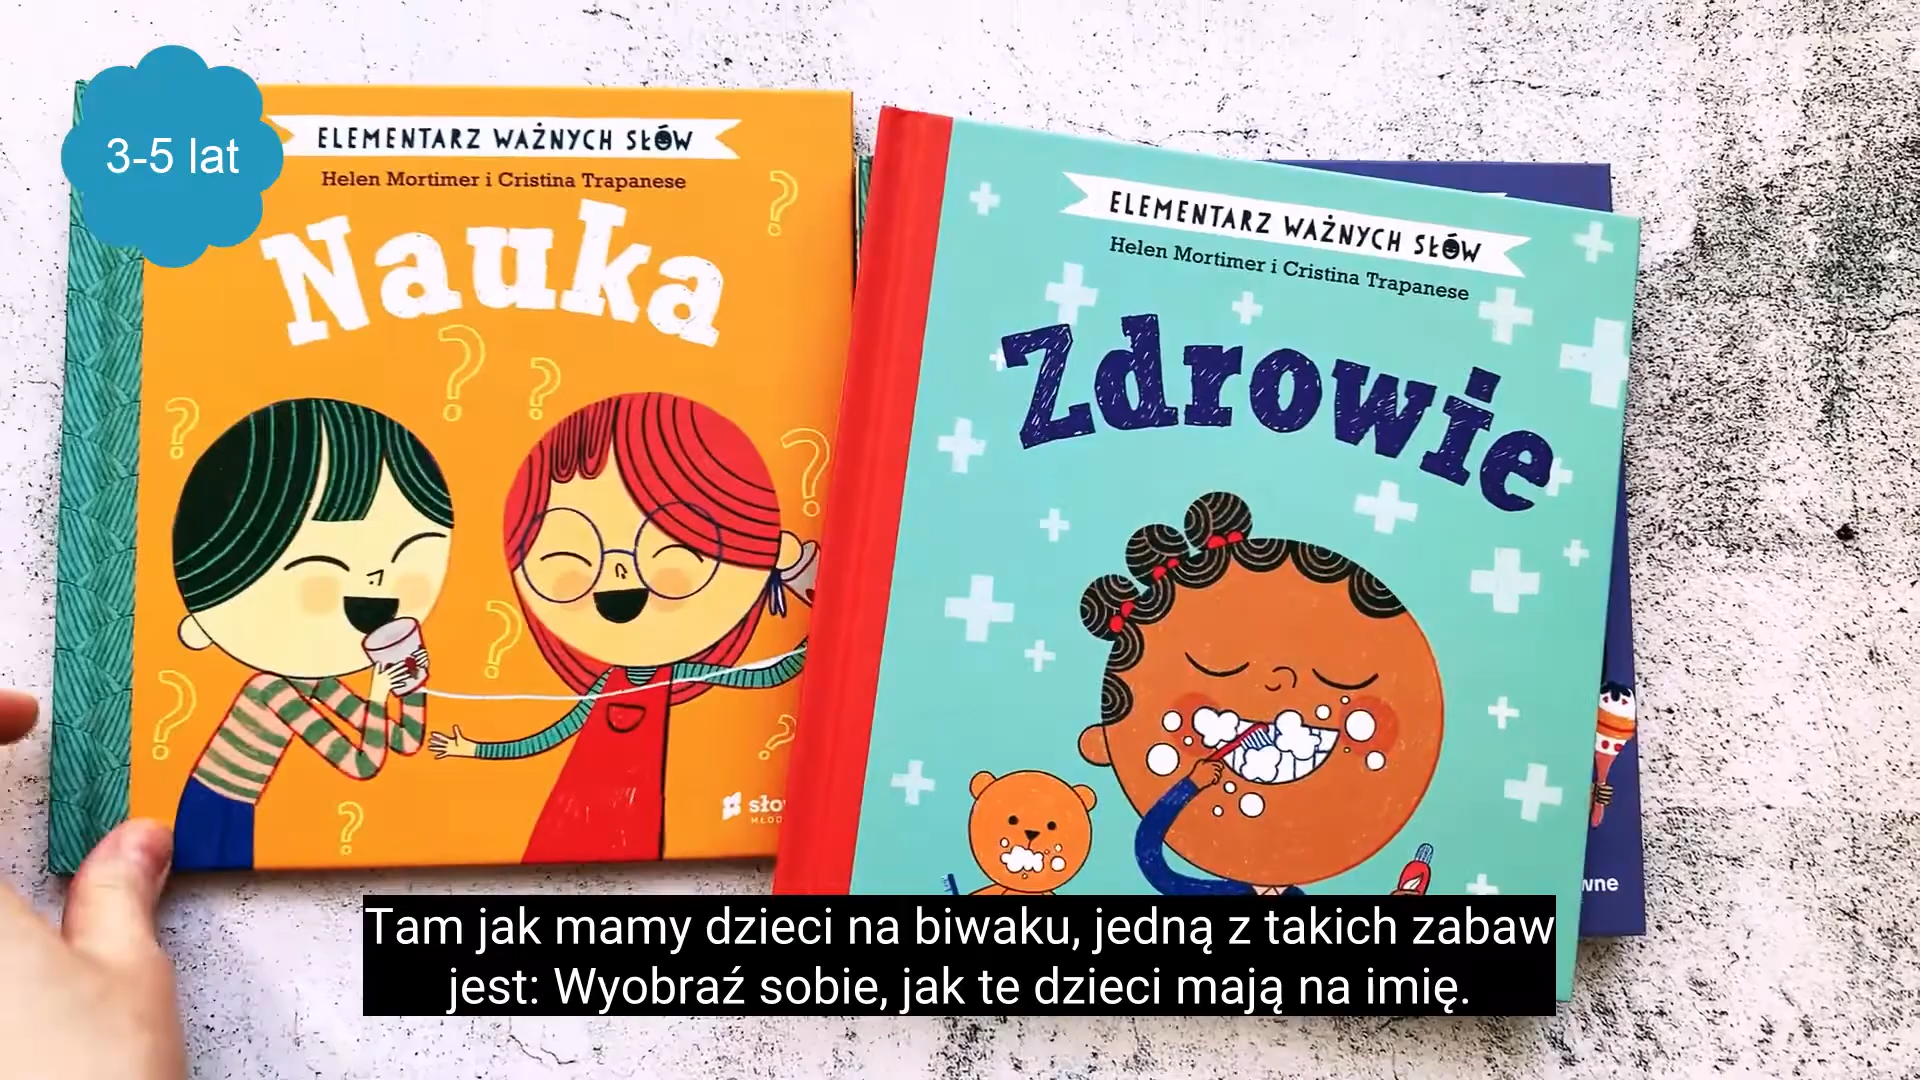 3-5 lat
ELEMENTARZ WAŻNYCH SŁÓW
Helen Mortimer i Cristina Trapanese
Nauka
ELEMENTARZ WAŻNYCH SŁÓW
Helen Mortimer i Cristina Trapanese
Zdrowie
Tam jak mamy dzieci na biwaku, jedną z takich zabaw
jest: Wyobraź sobie, jak te dzieci mają na imię.